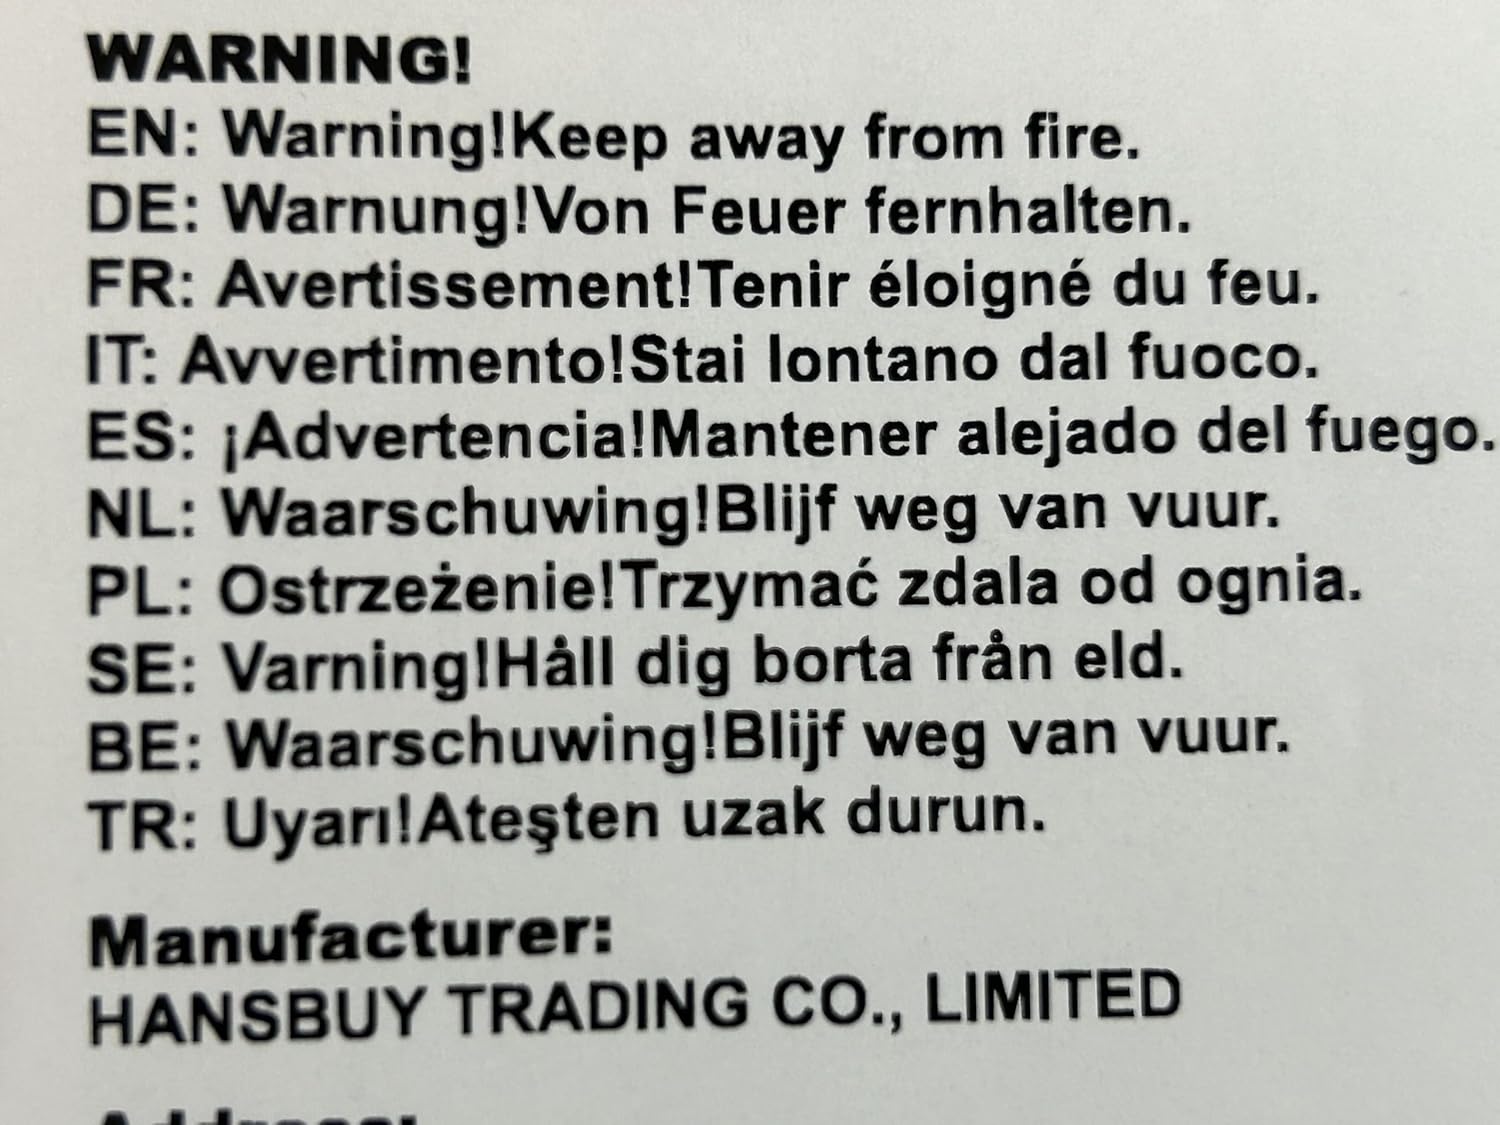 WARNING!
EN: Warning!Keep away from fire.
DE: Warnung!Von Feuer fernhalten.
FR: Avertissement!Tenir éloigné du feu.
IT: Avvertimento!Stai lontano dal fuoco.
ES: ¡Advertencia!Mantener alejado del fuego.
NL: Waarschuwing!Blijf weg van vuur.
PL: Ostrzeżenie!Trzymać zdala od ognia.
SE: Varning!Håll dig borta från eld.
BE: Waarschuwing!Blijf weg van vuur.
TR: Uyarı!Ateşten uzak durun.
Manufacturer:
HANSBUY TRADING CO., LIMITED
Address: